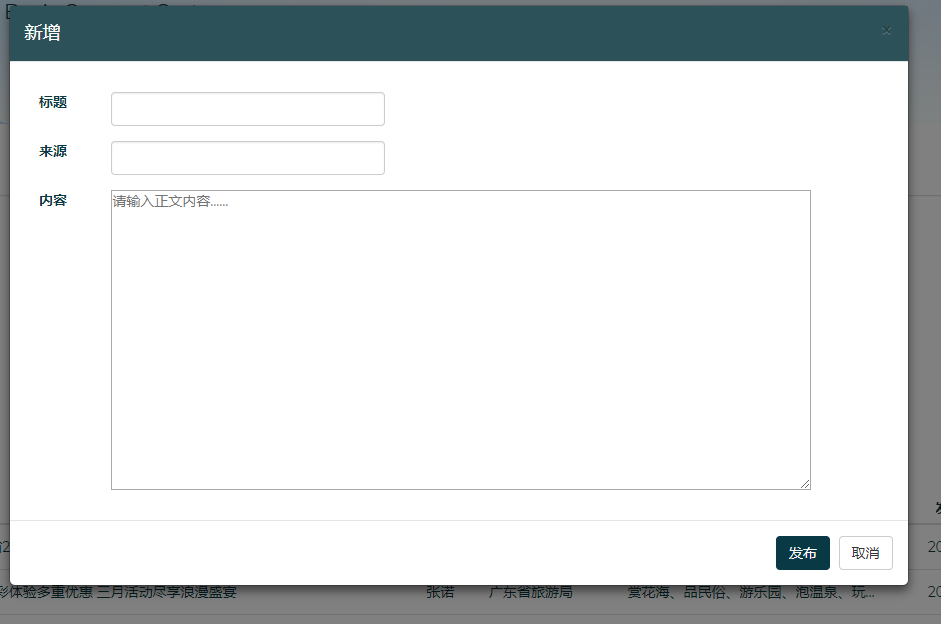 新增
×
标题
来源
内容
请输入正文内容......
发布
取消
彩体验多重优惠 三月活动尽享浪漫盛宴 张诺 广东省旅游局 赏花海、品民俗、游乐园、泡温泉、玩... 20